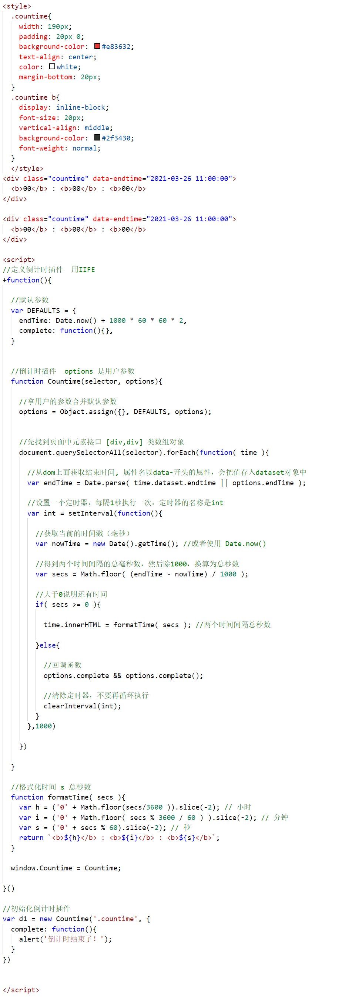 <style>
.countime{
width: 190px;
padding: 20px 0;
background-color: #e83632;
text-align: center;
color: white;
margin-bottom: 20px;
}
.countime b{
display: inline-block;
font-size: 20px;
vertical-align: middle;
background-color: #2f3430;
font-weight: normal;
}
</style>
<div class="countime" data-endtime="2021-03-26 11:00:00">
<b>00</b> : <b>00</b> : <b>00</b>
</div>
<div class="countime" data-endtime="2021-03-26 11:00:00">
<b>00</b> : <b>00</b> : <b>00</b>
</div>
<script>
//定义倒计时插件  用IIFE
+function(){
//默认参数
var DEFAULTS = {
endTime: Date.now() + 1000 * 60 * 60 * 2,
complete: function(){},
}
//倒计时插件  options 是用户参数
function Countime(selector, options){
//拿用户的参数合并默认参数
options = Object.assign({}, DEFAULTS, options);
//先找到页面中元素接口 [div,div] 类数组对象
document.querySelectorAll(selector).forEach(function( time ){
//从dom上面获取结束时间, 属性名以data-开头的属性，会把值存入dataset对象中
var endTime = Date.parse( time.dataset.endtime || options.endTime );
//设置一个定时器，每隔1秒执行一次，定时器的名称是int
var int = setInterval(function(){
//获取当前的时间戳（毫秒）
var nowTime = new Date().getTime(); //或者使用 Date.now()
//得到两个时间间隔的总毫秒数，然后除1000，换算为总秒数
var secs = Math.floor( (endTime - nowTime) / 1000 );
//大于0说明还有时间
if( secs >= 0 ){
time.innerHTML = formatTime( secs ); //两个时间间隔总秒数
}else{
//回调函数
options.complete && options.complete();
//清除定时器，不要再循环执行
clearInterval(int);
}
},1000)
})
}
//格式化时间 s 总秒数
function formatTime( secs ){
var h = ('0' + Math.floor(secs/3600 )).slice(-2); // 小时
var i = ('0' + Math.floor( secs % 3600 / 60 ) ).slice(-2); // 分钟
var s = ('0' + secs % 60).slice(-2); // 秒
return `<b>${h}</b> : <b>${i}</b> : <b>${s}</b>`;
}
window.Countime = Countime;
}()
//初始化倒计时插件
var d1 = new Countime('.countime', {
complete: function(){
alert('倒计时结束了！');
}
})
</script>